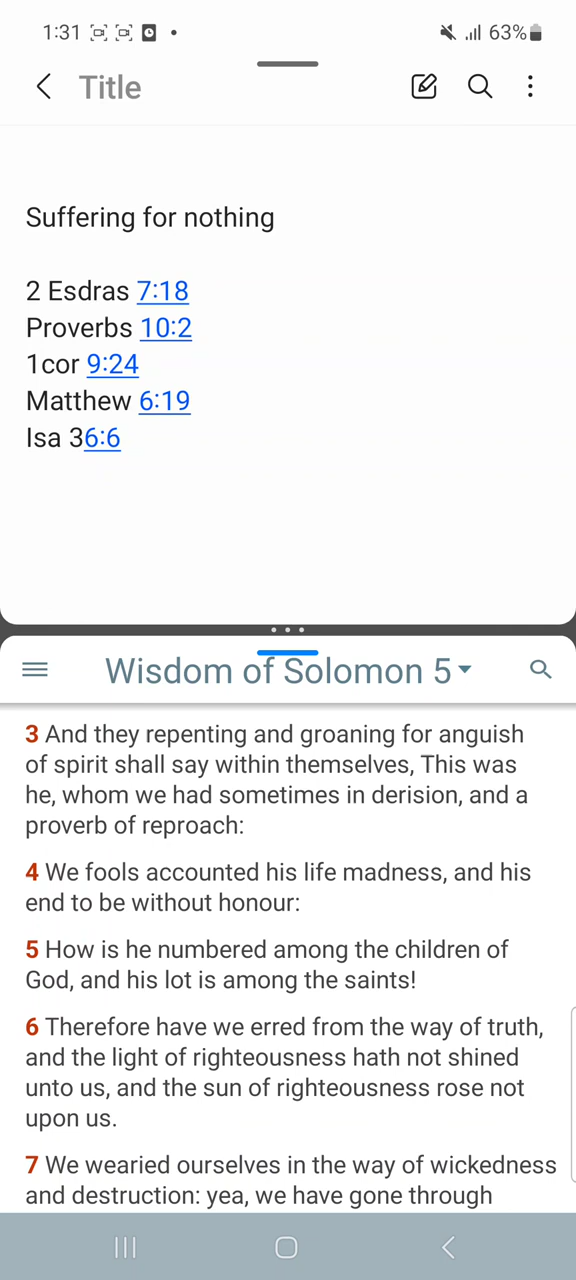 1:31
63%
Title
Suffering for nothing
2 Esdras 7:18
Proverbs 10:2
1cor 9:24
Matthew 6:19
Isa 36:6
Wisdom of Solomon 5
3 And they repenting and groaning for anguish
of spirit shall say within themselves, This was
he, whom we had sometimes in derision, and a
proverb of reproach:
4 We fools accounted his life madness, and his
end to be without honour:
5 How is he numbered among the children of
God, and his lot is among the saints!
6 Therefore have we erred from the way of truth,
and the light of righteousness hath not shined
unto us, and the sun of righteousness rose not
upon us.
7 We wearied ourselves in the way of wickedness
and destruction: yea, we have gone through